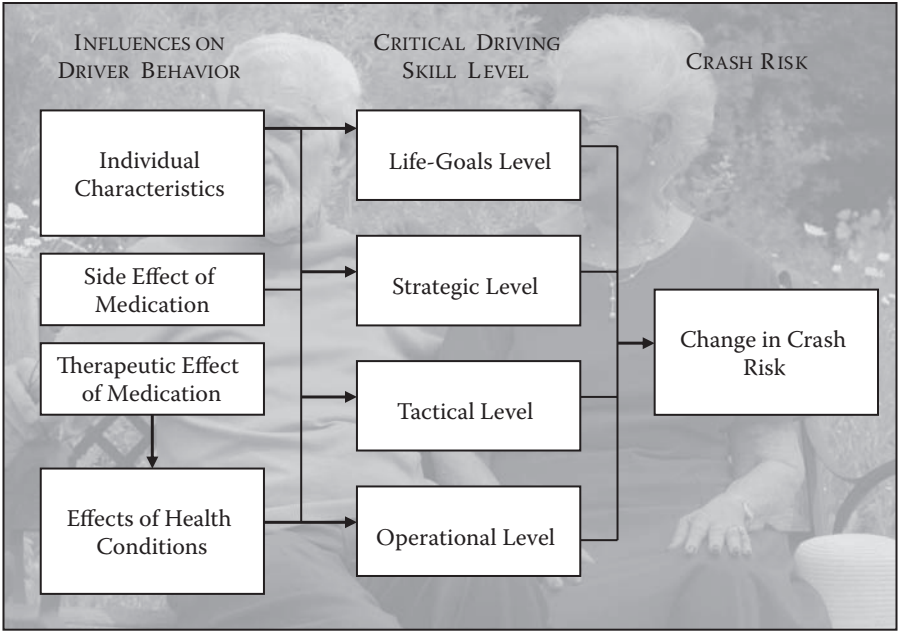 INFLUENCES ON
DRIVER BEHAVIOR
CRITICAL DRIVING
SKILL LEVEL
CRASH RISK
Individual
Characteristics
Side Effect of
Medication
Therapeutic Effect
of Medication
Effects of Health
Conditions
Life-Goals Level
Strategic Level
Tactical Level
Operational Level
Change in Crash
Risk